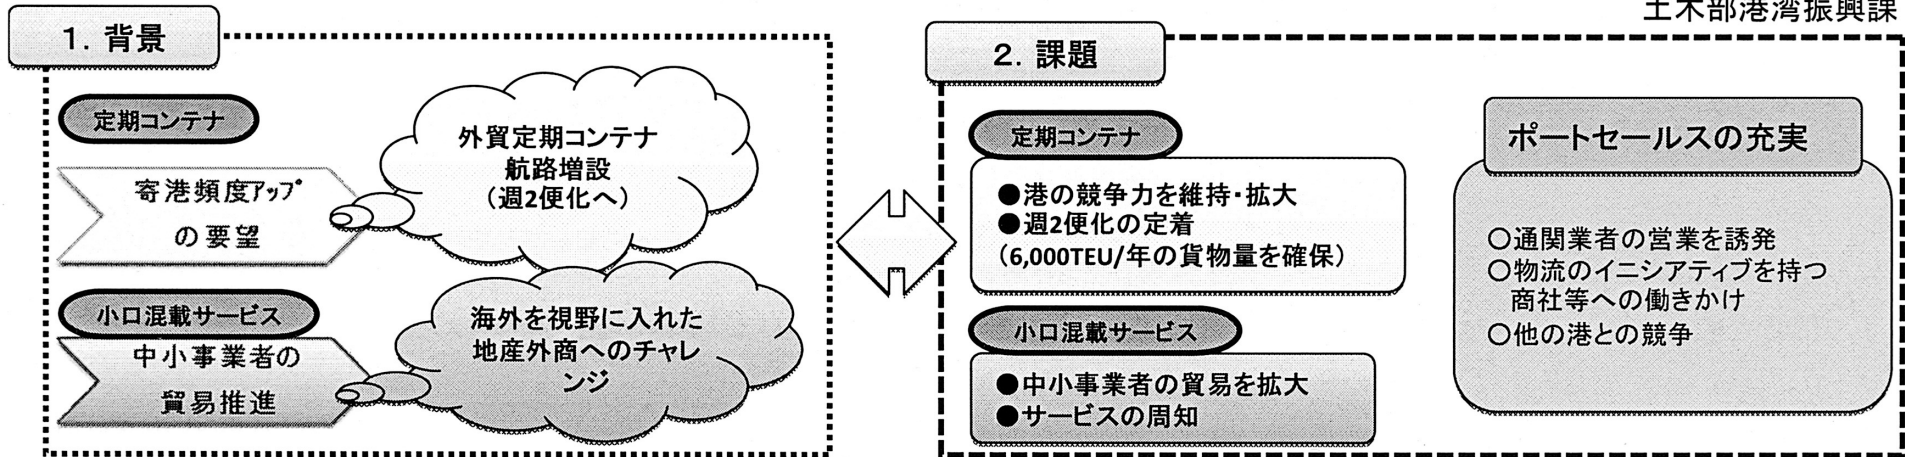 土木部港湾振興課
1．背景
定期コンテナ
寄港頻度ｱｯﾌﾟ
の要望
外貿定期コンテナ
航路増設
（週2便化へ）
小口混載サービス
中小事業者の
貿易推進
海外を視野に入れた
地産外商へのチャレ
ンジ
2．課題
定期コンテナ
●港の競争力を維持・拡大
●週2便化の定着
（6,000TEU/年の貨物量を確保）
小口混載サービス
●中小事業者の貿易を拡大
●サービスの周知
ポートセールスの充実
○通関業者の営業を誘発
○物流のイニシアティブを持つ
商社等への働きかけ
○他の港との競争